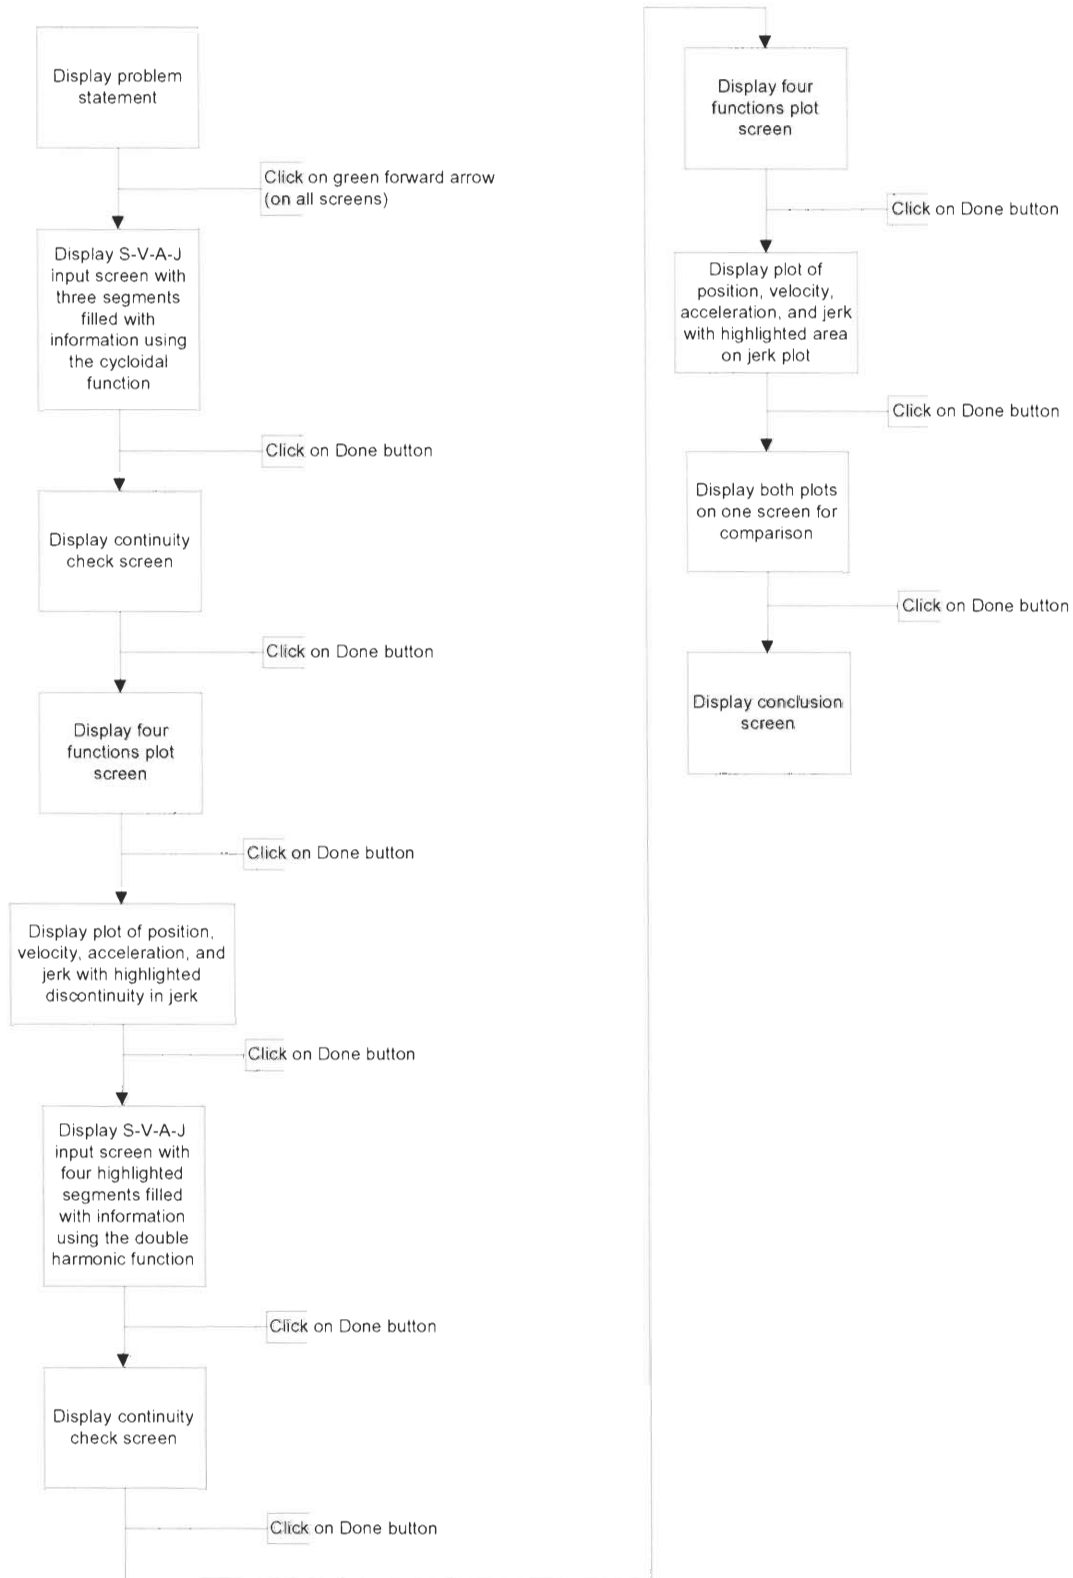 Display problem
statement
Click on green forward arrow
(on all screens)
Display S-V-A-J
input screen with
three segments
filled with
information using
the cycloidal
function
Click on Done button
Display continuity
check screen
Click on Done button
Display four
functions plot
screen
Click on Done button
Display plot of position,
velocity, acceleration, and
jerk with highlighted
discontinuity in jerk
Click on Done button
Display S-V-A-J
input screen with
four highlighted
segments filled
with information
using the double
harmonic function
Click on Done button
Display continuity
check screen
Click on Done button
Display four
functions plot
screen
Click on Done button
Display plot of
position, velocity,
acceleration, and jerk
with highlighted area
on jerk plot
Click on Done button
Display both plots
on one screen for
comparison
Click on Done button
Display conclusion
screen